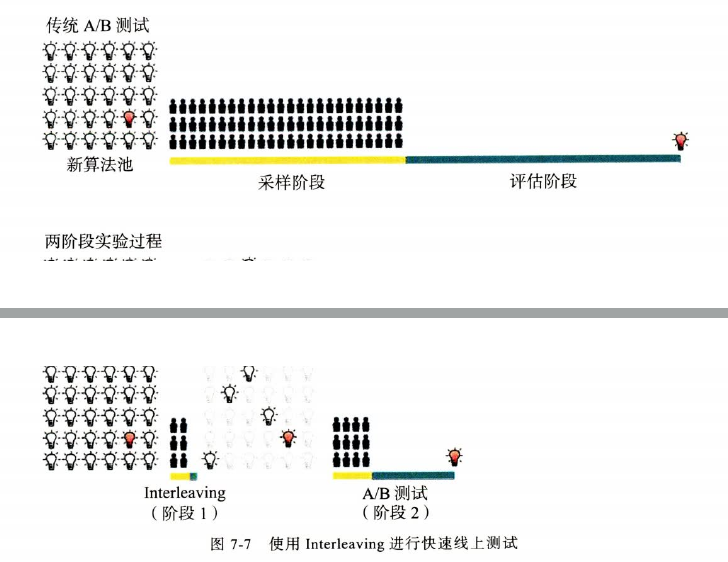 传统 A/B 测试
新算法池
采样阶段
评估阶段
两阶段实验过程
Interleaving
（阶段 1）
A/B 测试
（阶段 2）
图 7-7 使用 Interleaving 进行快速线上测试